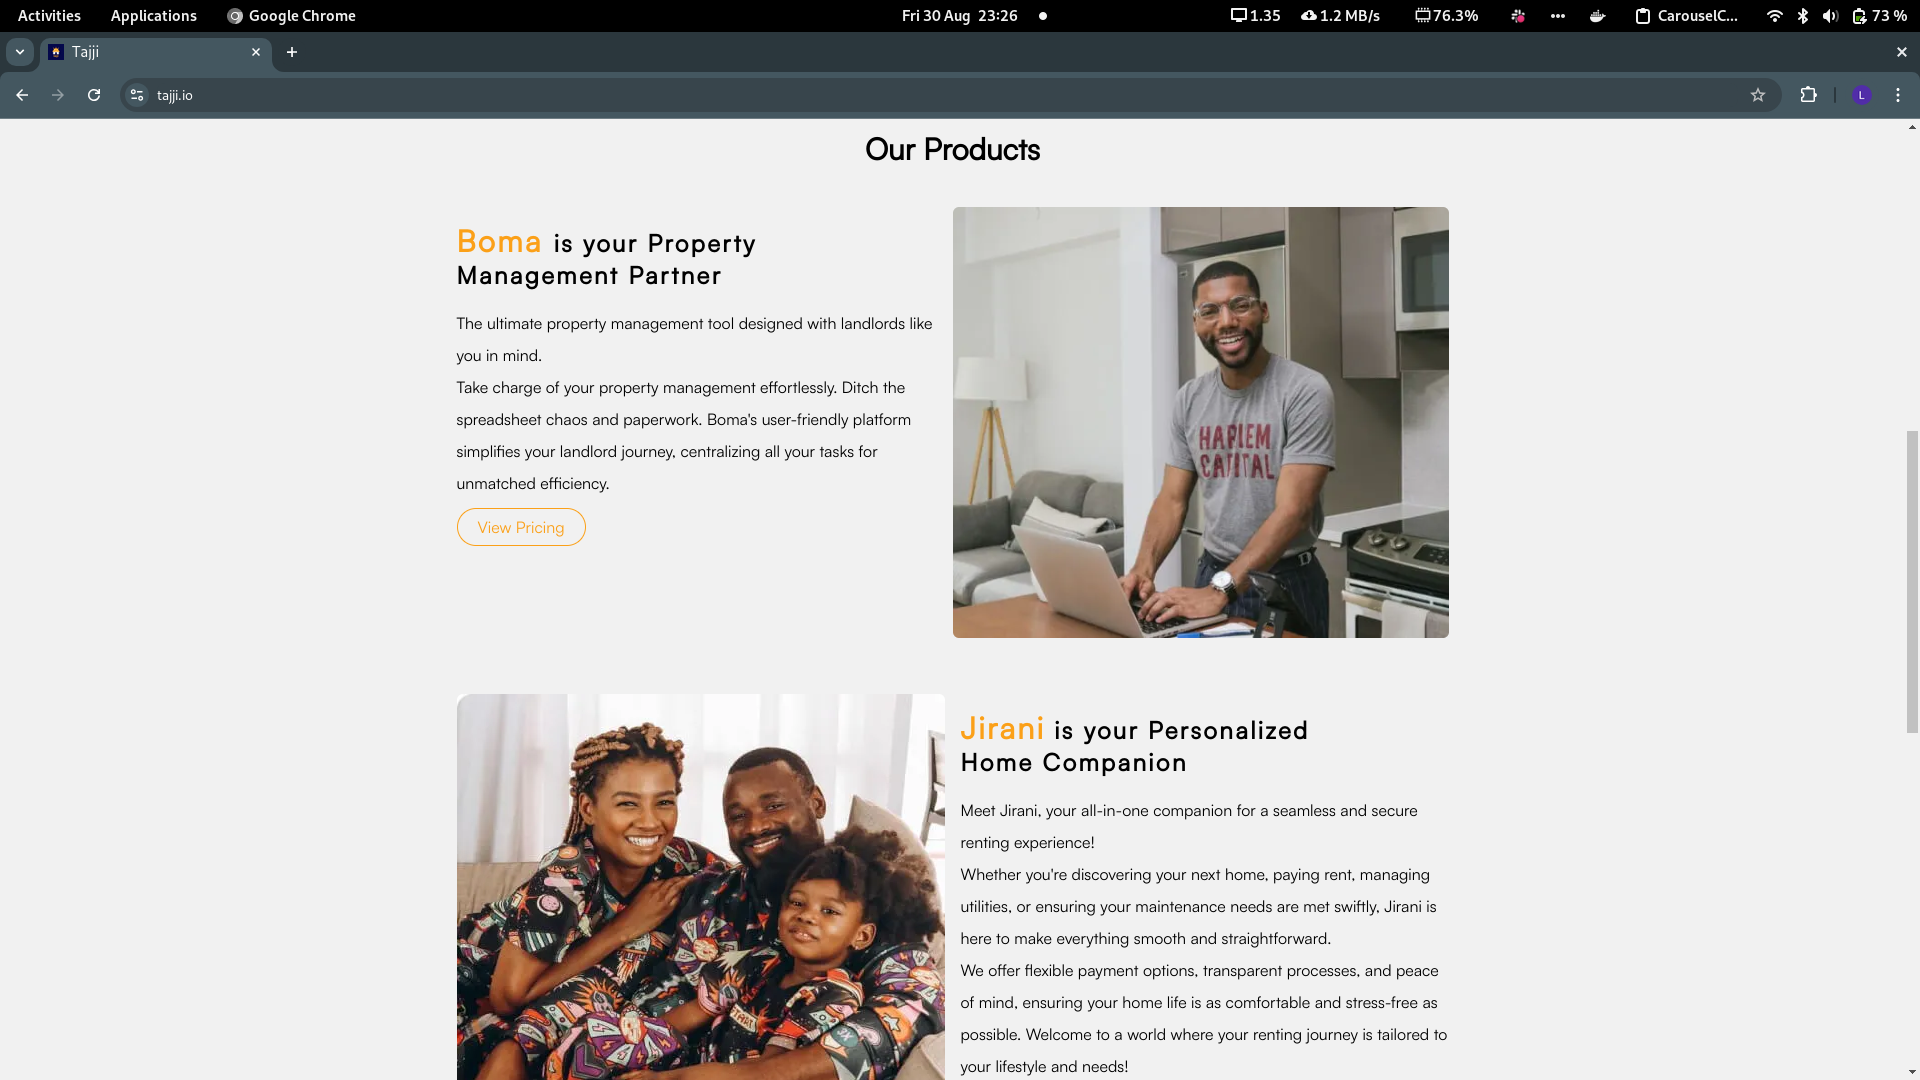 Activities Applications Google Chrome Fri 30 Aug 23:26 1.35 1.2 MB/s 76.3% CarouselC... 73 %
Tajji
tajji.io
L
Our Products
Boma is your Property
Management Partner
The ultimate property management tool designed with landlords like
you in mind.
Take charge of your property management effortlessly. Ditch the
spreadsheet chaos and paperwork. Boma's user-friendly platform
simplifies your landlord journey, centralizing all your tasks for
unmatched efficiency.
View Pricing
HARLEM
CAPITAL
Jirani is your Personalized
Home Companion
Meet Jirani, your all-in-one companion for a seamless and secure
renting experience!
Whether you're discovering your next home, paying rent, managing
utilities, or ensuring your maintenance needs are met swiftly, Jirani is
here to make everything smooth and straightforward.
We offer flexible payment options, transparent processes, and peace
of mind, ensuring your home life is as comfortable and stress-free as
possible. Welcome to a world where your renting journey is tailored to
your lifestyle and needs!